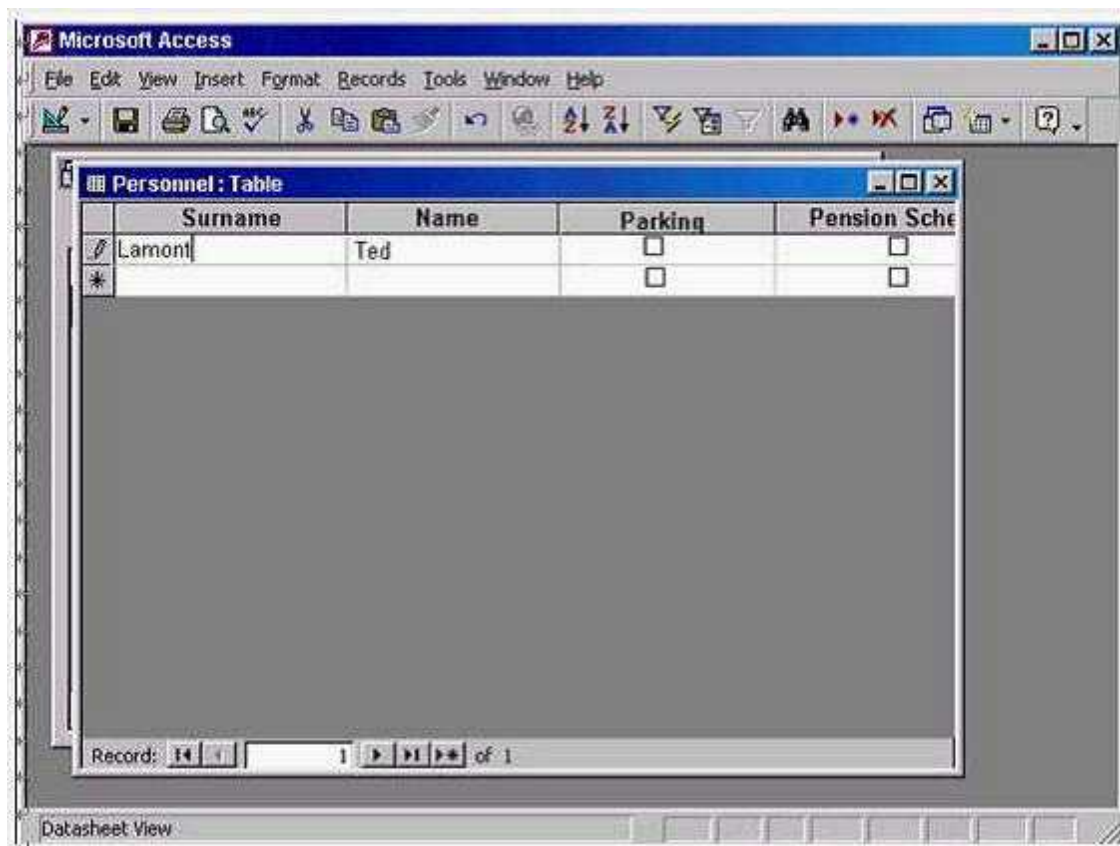 Microsoft Access
File Edit View Insert Format Records Tools Window Help
Personnel : Table
Surname Name Parking Pension Sche
Lamont Ted
Record: 1 of 1
Datasheet View